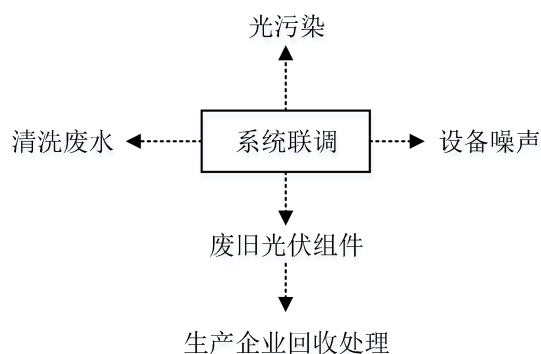 光污染
清洗废水
系统联调
设备噪声
废旧光伏组件
生产企业回收处理